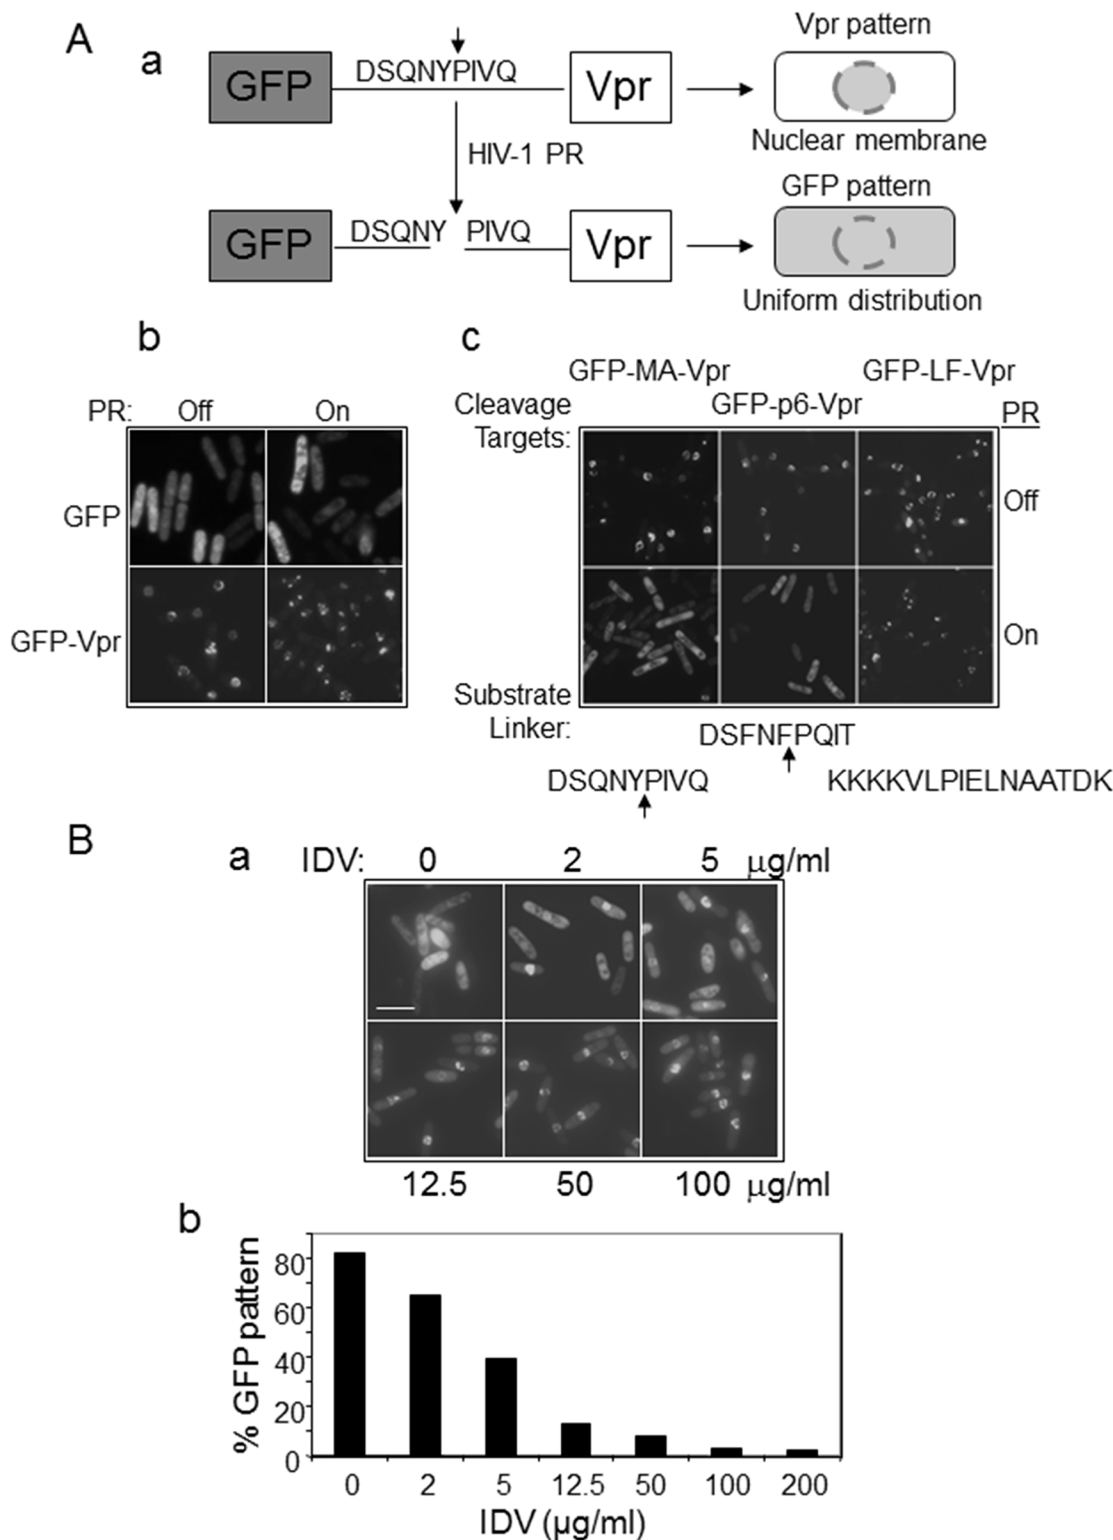 A
a
GFP
DSQNYPIVQ
Vpr
Vpr pattern
Nuclear membrane
HIV-1 PR
GFP pattern
GFP
DSQNY
PIVQ
Vpr
Uniform distribution
b
PR:
Off
On
GFP
GFP-Vpr
c
GFP-MA-Vpr
GFP-LF-Vpr
Cleavage
Targets:
GFP-p6-Vpr
PR
Off
On
Substrate
Linker:
DSFNFPQIT
DSQNYPIVQ
KKKKVLPIELNAATDK
B
a
IDV:
0
2
5
μg/ml
12.5
50
100
μg/ml
b
% GFP pattern
80
60
40
20
0
0
2
5
12.5
50
100
200
IDV (μg/ml)